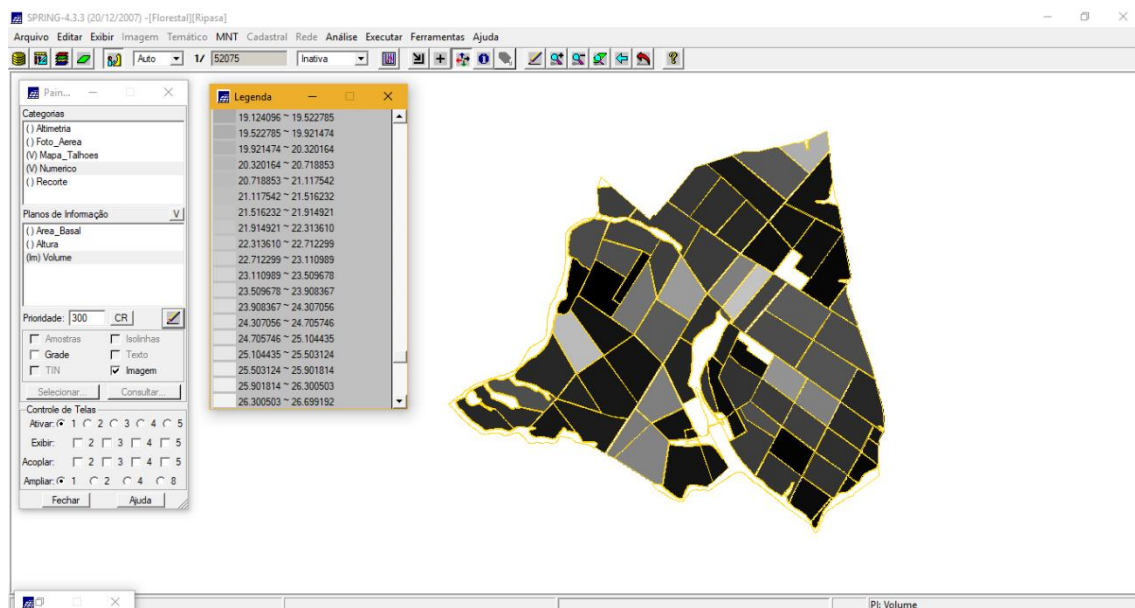 SPRING-4.3.3 (20/12/2007) -[Florestal][Ripasa]
Arquivo Editar Exibir Imagem Temático MNT Cadastral Rede Análise Executar Ferramentas Ajuda
Auto 1/ 52075 Inativa
Pain...
Categorias
( ) Altimetria
( ) Foto_Aerea
(V) Mapa_Talhoes
(V) Numerico
( ) Recorte
Planos de Informação V
( ) Area_Basal
( ) Altura
(Im) Volume
Prioridade: 300 CR
Amostras Isolinhas
Grade Texto
TIN Imagem
Selecionar... Consultar...
Controle de Telas
Ativar: 1 2 3 4 5
Exibir: 2 3 4 5
Acoplar: 2 3 4 5
Ampliar: 1 2 4 8
Fechar Ajuda
Legenda
19.124096 ~ 19.522785
19.522785 ~ 19.921474
19.921474 ~ 20.320164
20.320164 ~ 20.718853
20.718853 ~ 21.117542
21.117542 ~ 21.516232
21.516232 ~ 21.914921
21.914921 ~ 22.313610
22.313610 ~ 22.712299
22.712299 ~ 23.110989
23.110989 ~ 23.509678
23.509678 ~ 23.908367
23.908367 ~ 24.307056
24.307056 ~ 24.705746
24.705746 ~ 25.104435
25.104435 ~ 25.503124
25.503124 ~ 25.901814
25.901814 ~ 26.300503
26.300503 ~ 26.699192
PI: Volume